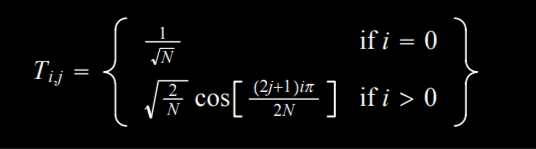 T_{i,j} = { 1/√N if i = 0
√(2/N) cos[ (2j+1)iπ / 2N ] if i > 0 }